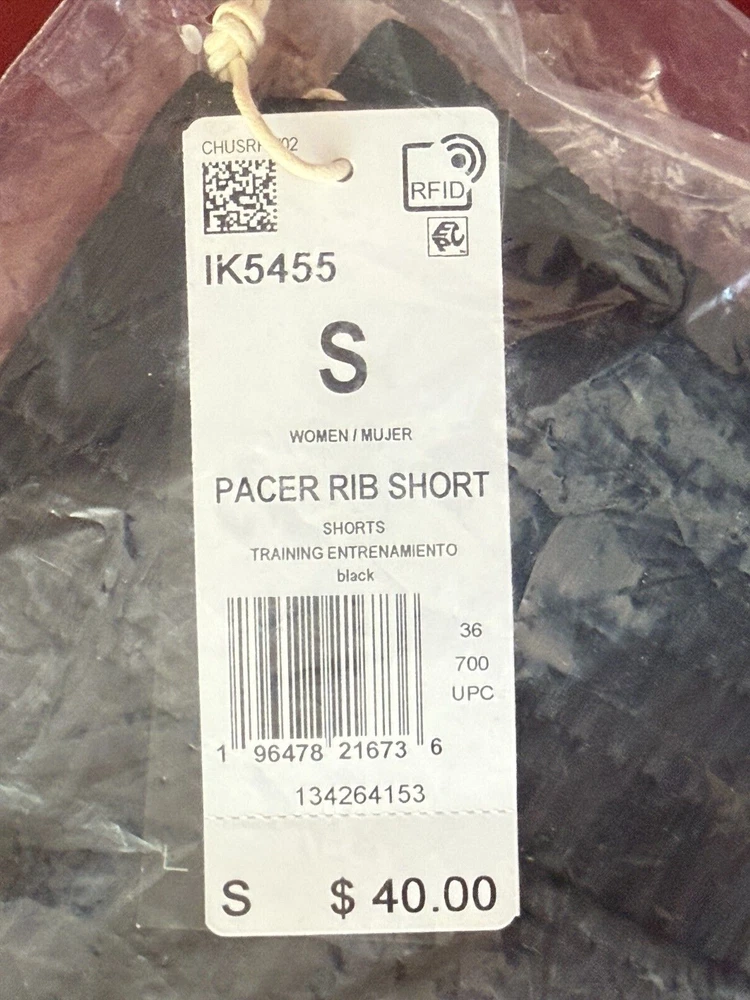 RFID
IK5455
S
WOMEN / MUJER
PACER RIB SHORT
SHORTS
TRAINING ENTRENAMIENTO
black
36
700
UPC
1 96478 21673 6
134264153
S $ 40.00